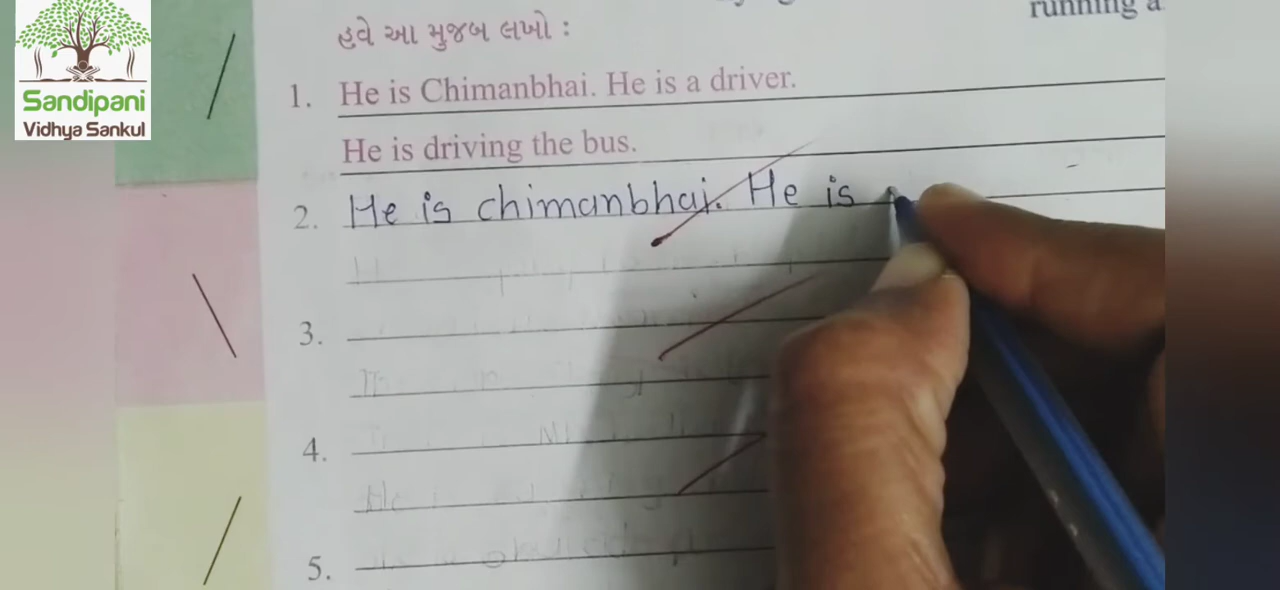 running a
Sandipani
Vidhya Sankul
હવે આ મુજબ લખો :
1. He is Chimanbhai. He is a driver.
He is driving the bus.
2. He is chimanbhai. He is
3.
4.
5.